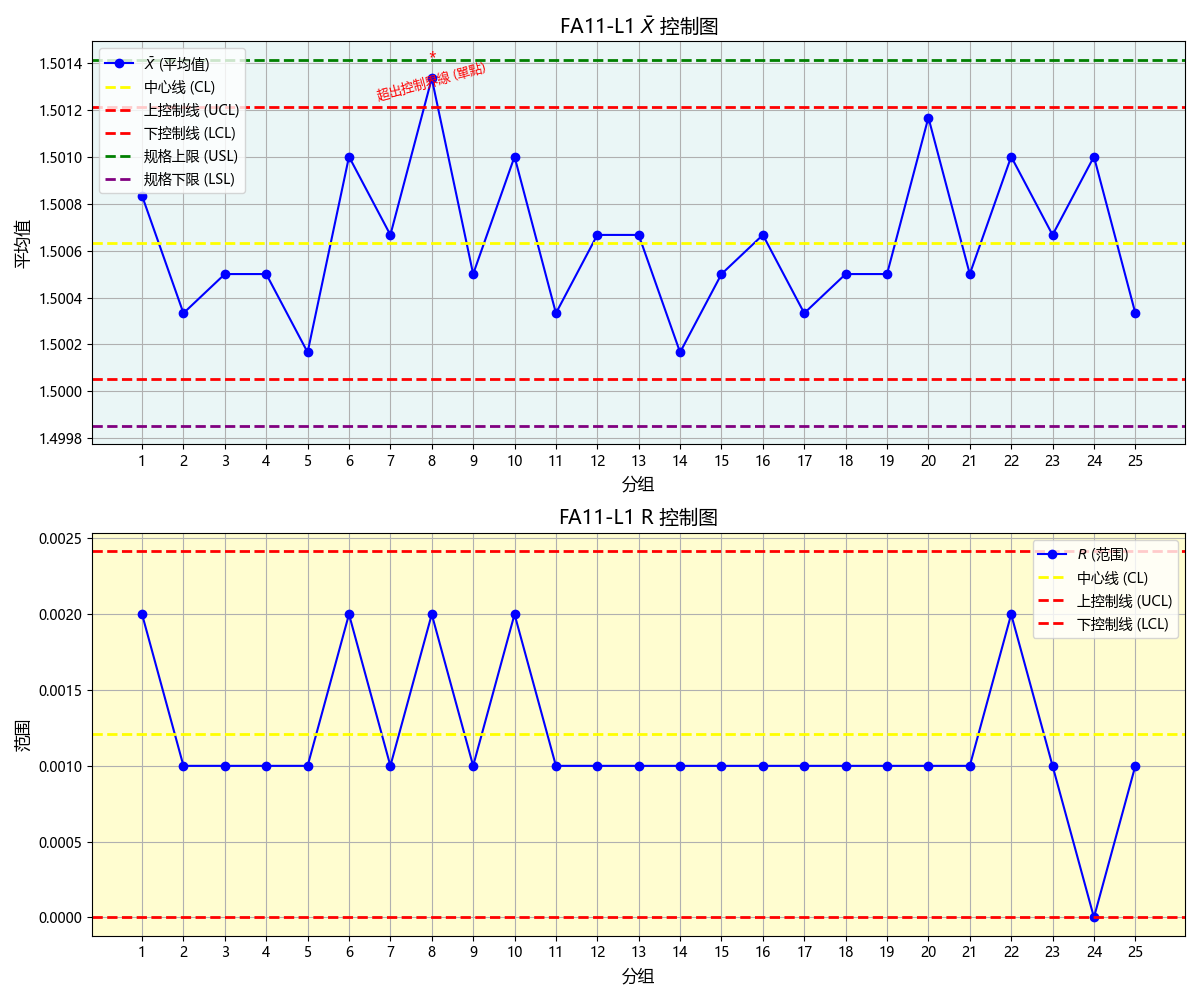 FA11-L1 X̄ 控制图
X̄ (平均值)
中心线 (CL)
上控制线 (UCL)
下控制线 (LCL)
规格上限 (USL)
规格下限 (LSL)
*
超出控制界線 (單點)
1.5014
1.5012
1.5010
1.5008
1.5006
1.5004
1.5002
1.5000
1.4998
平均值
1 2 3 4 5 6 7 8 9 10 11 12 13 14 15 16 17 18 19 20 21 22 23 24 25
分组
FA11-L1 R 控制图
R (范围)
中心线 (CL)
上控制线 (UCL)
下控制线 (LCL)
0.0025
0.0020
0.0015
0.0010
0.0005
0.0000
范围
1 2 3 4 5 6 7 8 9 10 11 12 13 14 15 16 17 18 19 20 21 22 23 24 25
分组